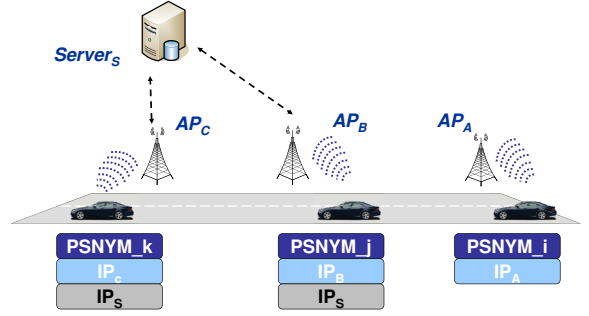 Server_S
AP_C
AP_B
AP_A
PSNYM_k
PSNYM_j
PSNYM_i
IP_c
IP_B
IP_A
IP_S
IP_S